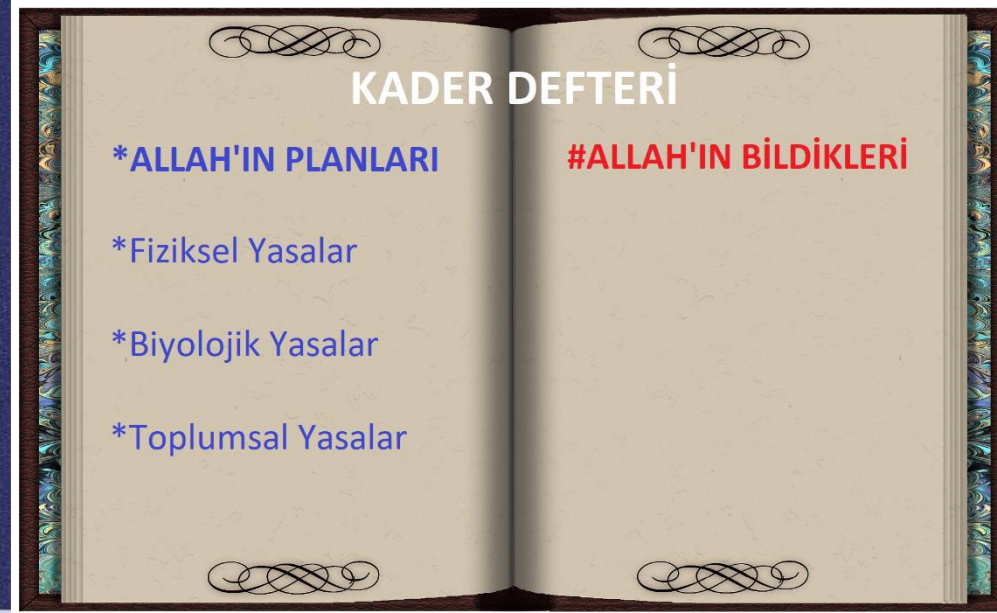 KADER DEFTERİ
*ALLAH'IN PLANLARI
*Fiziksel Yasalar
*Biyolojik Yasalar
*Toplumsal Yasalar
#ALLAH'IN BİLDİKLERİ